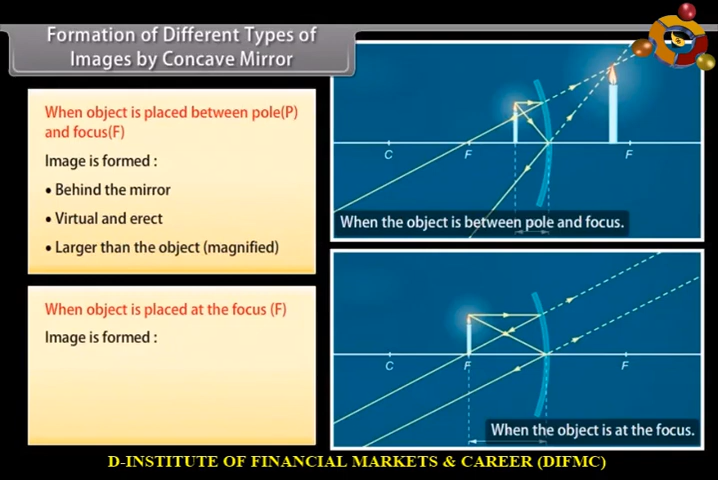 Formation of Different Types of
Images by Concave Mirror
When object is placed between pole(P)
and focus(F)
Image is formed :
• Behind the mirror
• Virtual and erect
• Larger than the object (magnified)
C F F
When the object is between pole and focus.
When object is placed at the focus (F)
Image is formed :
C F F
When the object is at the focus.
D-INSTITUTE OF FINANCIAL MARKETS & CAREER (DIFMC)